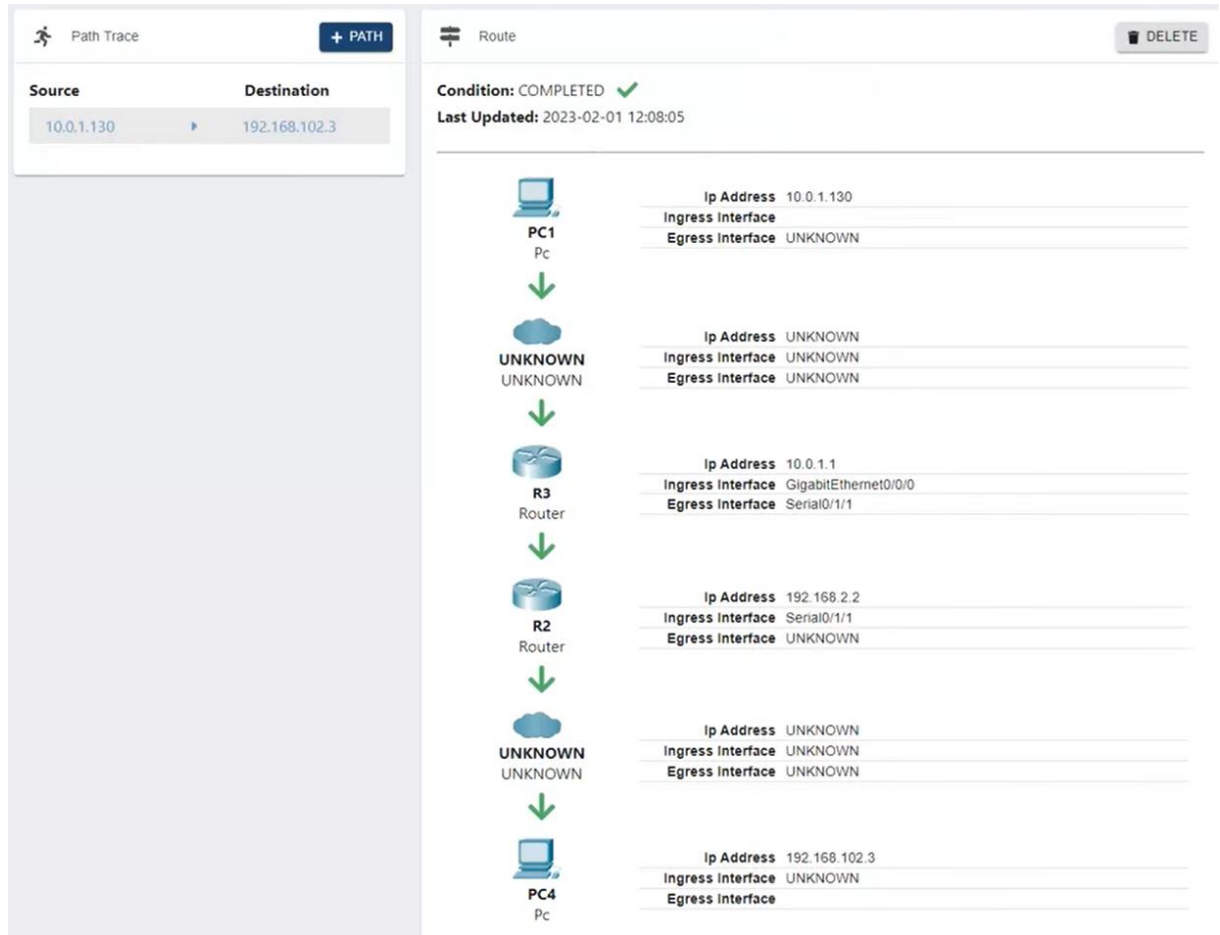 Path Trace
+ PATH
Source Destination
10.0.1.130 192.168.102.3
Route
DELETE
Condition: COMPLETED
Last Updated: 2023-02-01 12:08:05
PC1
Pc
Ip Address 10.0.1.130
Ingress Interface
Egress Interface UNKNOWN
UNKNOWN
UNKNOWN
Ip Address UNKNOWN
Ingress Interface UNKNOWN
Egress Interface UNKNOWN
R3
Router
Ip Address 10.0.1.1
Ingress Interface GigabitEthernet0/0/0
Egress Interface Serial0/1/1
R2
Router
Ip Address 192.168.2.2
Ingress Interface Serial0/1/1
Egress Interface UNKNOWN
UNKNOWN
UNKNOWN
Ip Address UNKNOWN
Ingress Interface UNKNOWN
Egress Interface UNKNOWN
PC4
Pc
Ip Address 192.168.102.3
Ingress Interface UNKNOWN
Egress Interface